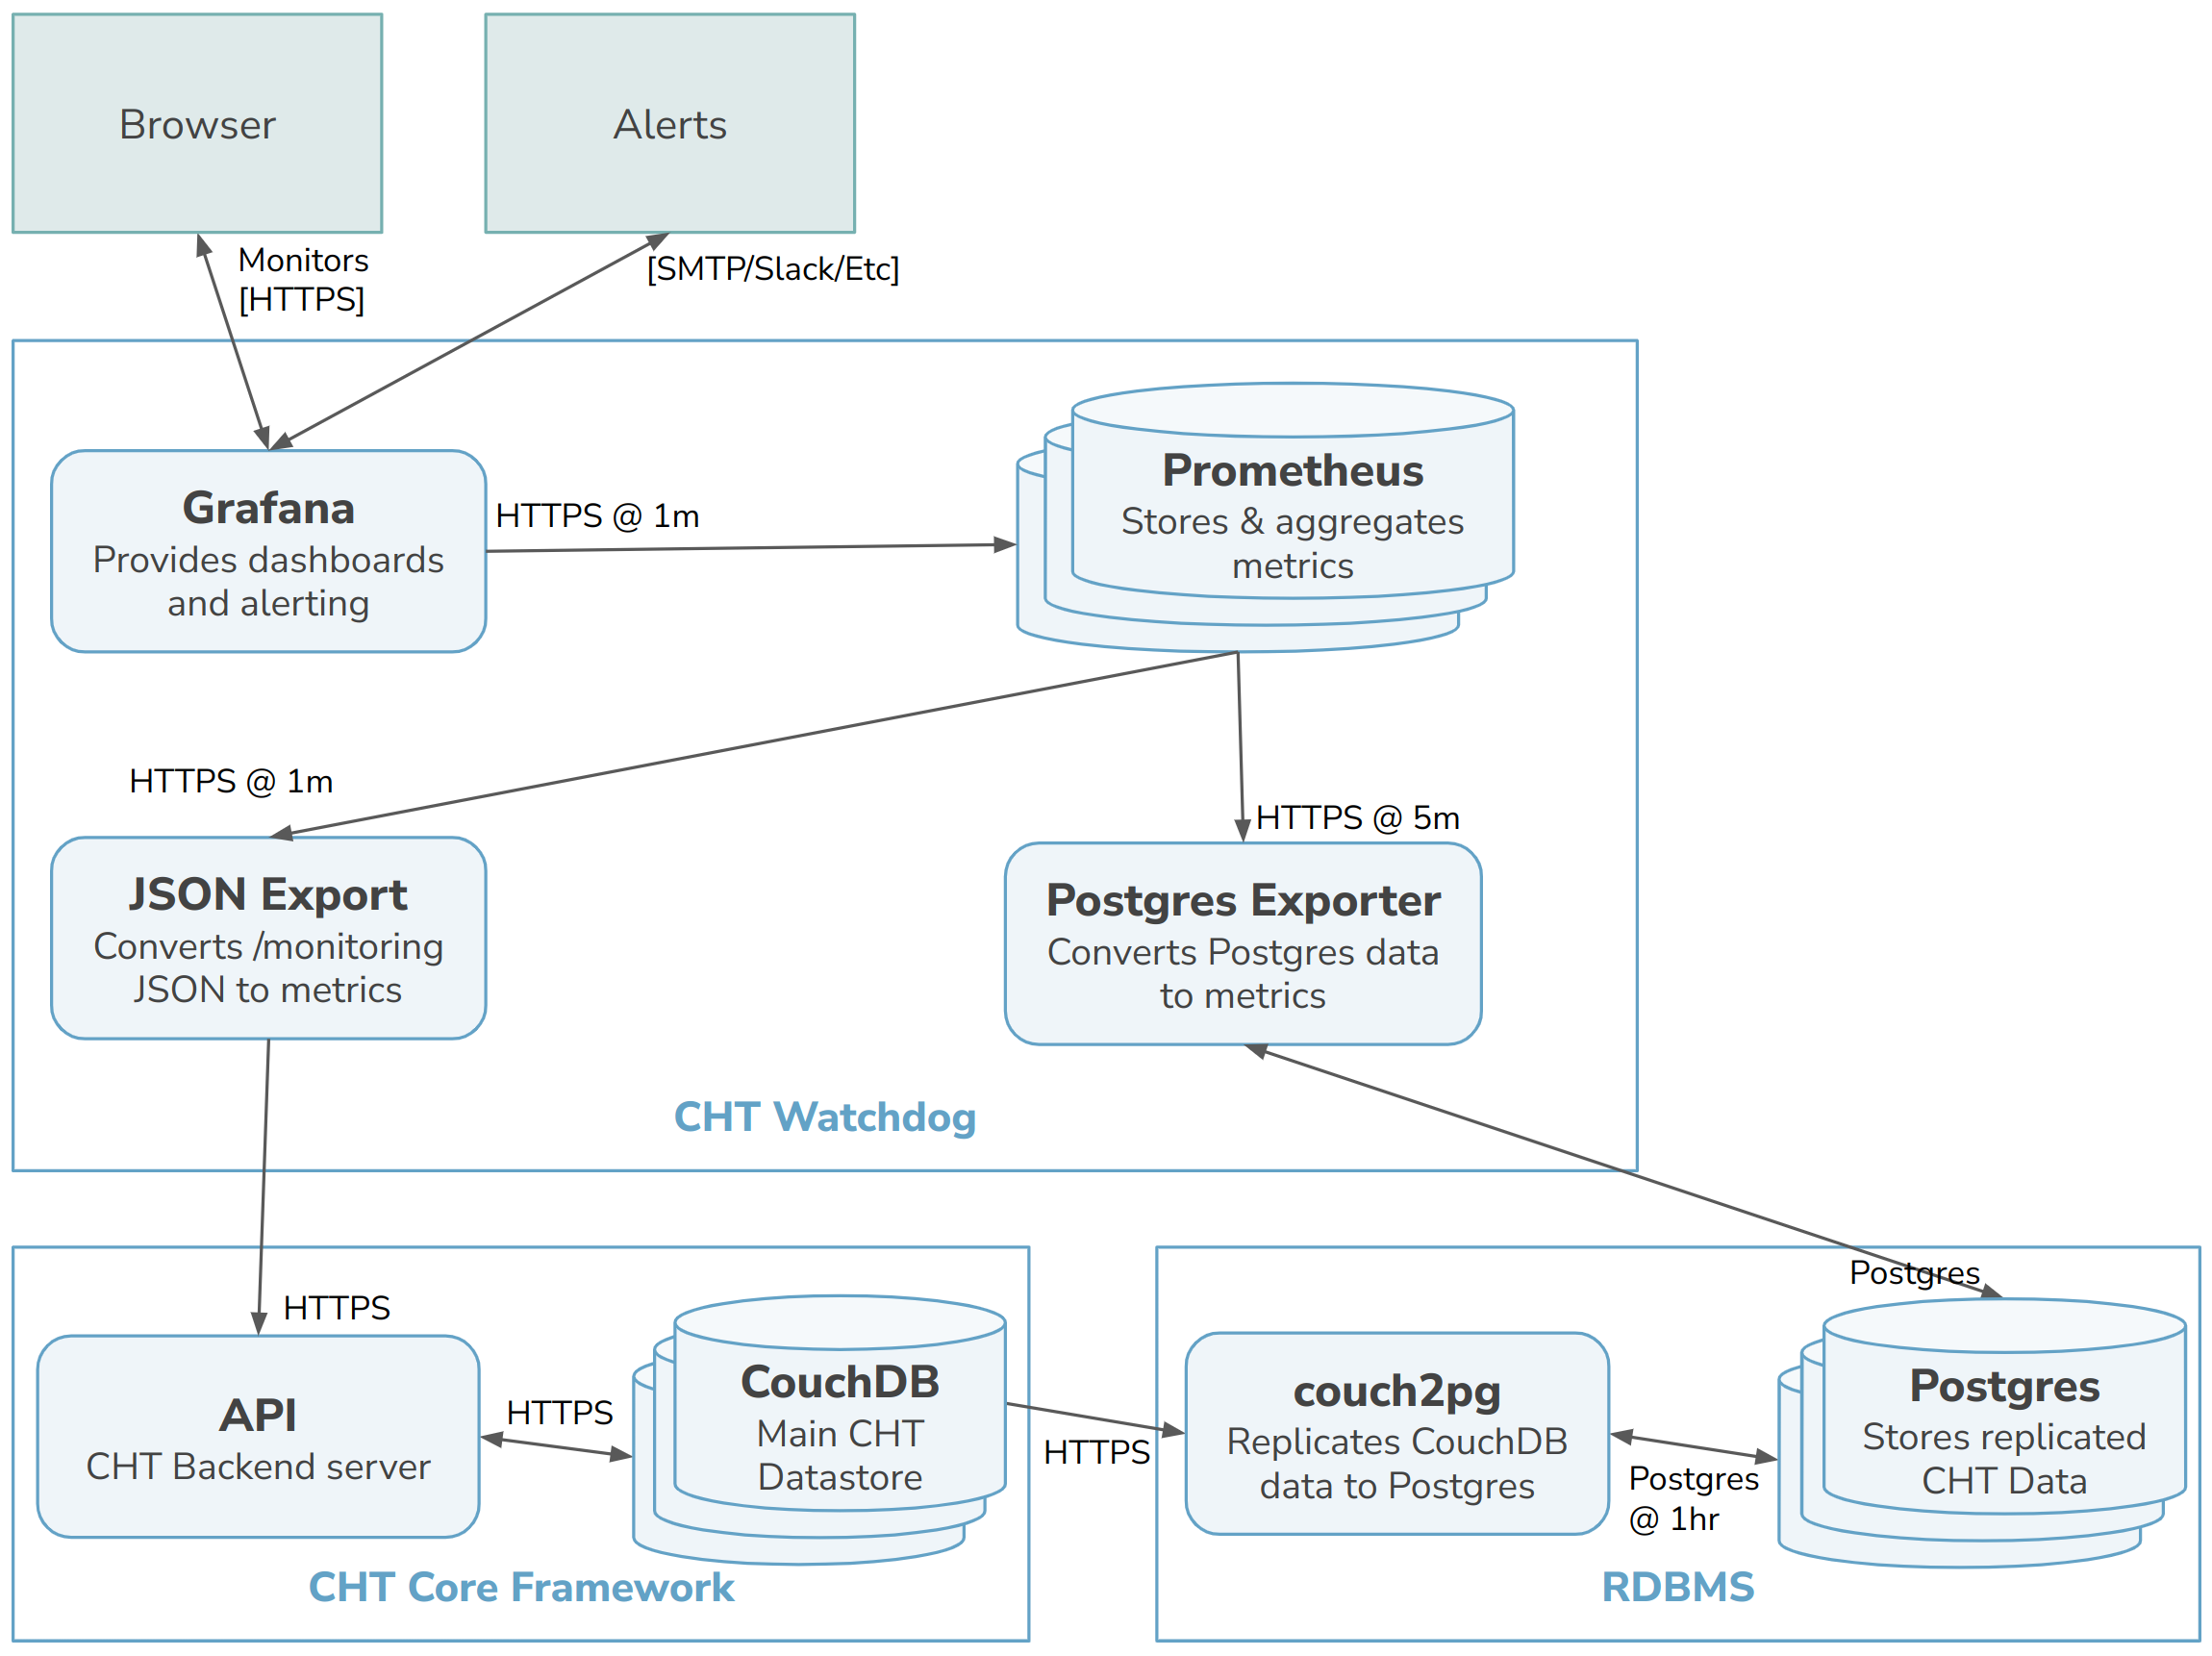 Browser
Alerts
Monitors
[HTTPS]
[SMTP/Slack/Etc]
Grafana
Provides dashboards
and alerting
HTTPS @ 1m
Prometheus
Stores & aggregates
metrics
HTTPS @ 1m
HTTPS @ 5m
JSON Export
Converts /monitoring
JSON to metrics
Postgres Exporter
Converts Postgres data
to metrics
CHT Watchdog
HTTPS
Postgres
API
CHT Backend server
HTTPS
CouchDB
Main CHT
Datastore
HTTPS
couch2pg
Replicates CouchDB
data to Postgres
Postgres
@ 1hr
Postgres
Stores replicated
CHT Data
CHT Core Framework
RDBMS